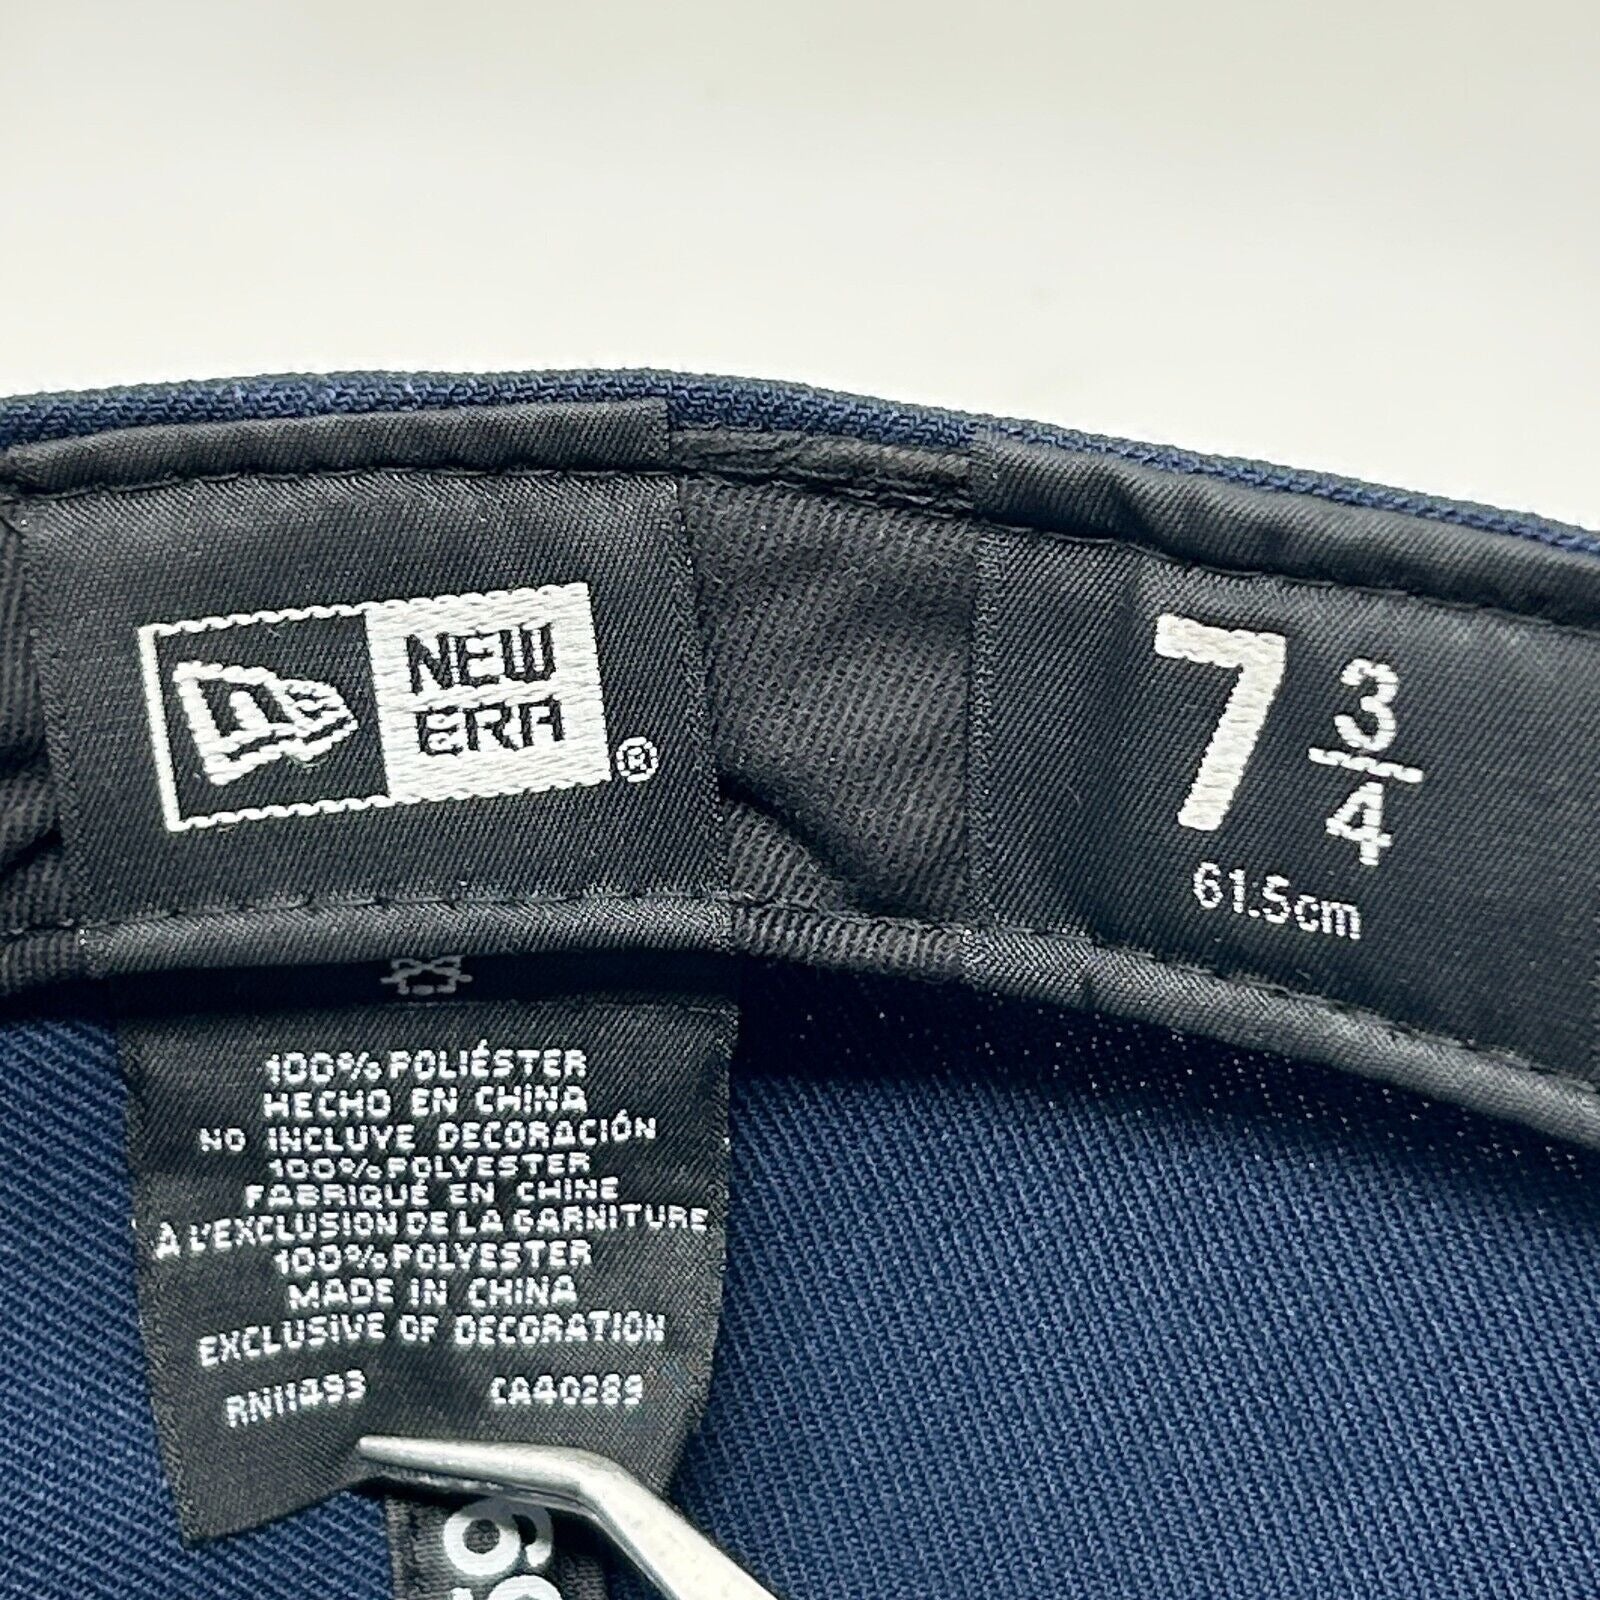 NEW
ERA
®
7 3/4
61.5cm
100% POLIÉSTER
HECHO EN CHINA
NO INCLUYE DECORACIÓN
100% POLYESTER
FABRIQUÉ EN CHINE
À L'EXCLUSION DE LA GARNITURE
100% POLYESTER
MADE IN CHINA
EXCLUSIVE OF DECORATION
RN11493 CA40289